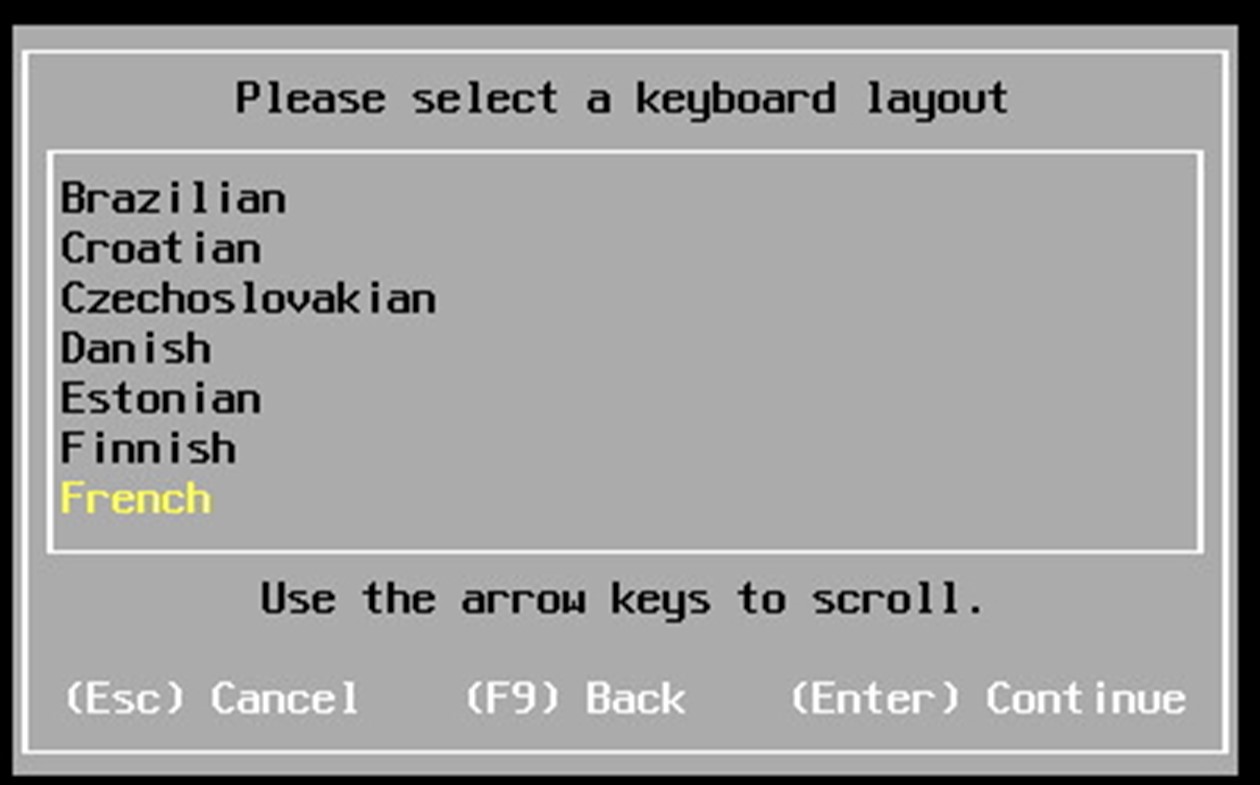 Please select a keyboard layout
Brazilian
Croatian
Czechoslovakian
Danish
Estonian
Finnish
French
Use the arrow keys to scroll.
(Esc) Cancel (F9) Back (Enter) Continue